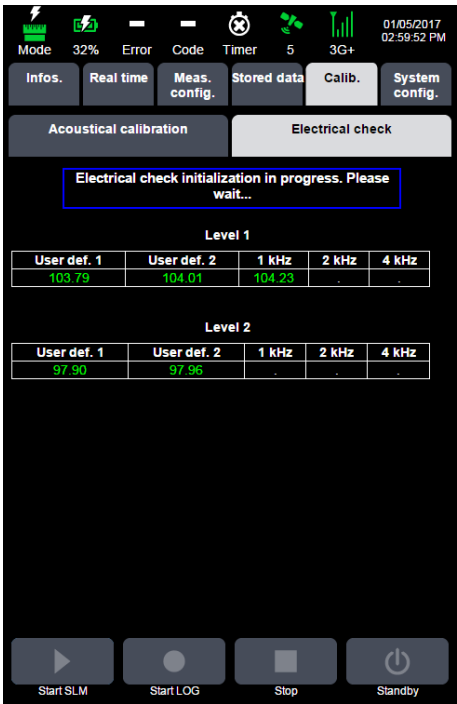 01/05/2017
02:59:52 PM
Mode 32% Error Code Timer 5 3G+
Infos. Real time Meas. config. Stored data Calib. System config.
Acoustical calibration Electrical check
Electrical check initialization in progress. Please
wait...
Level 1
User def. 1 User def. 2 1 kHz 2 kHz 4 kHz
103.79 104.01 104.23 . .
Level 2
User def. 1 User def. 2 1 kHz 2 kHz 4 kHz
97.90 97.96 . . .
Start SLM Start LOG Stop Standby